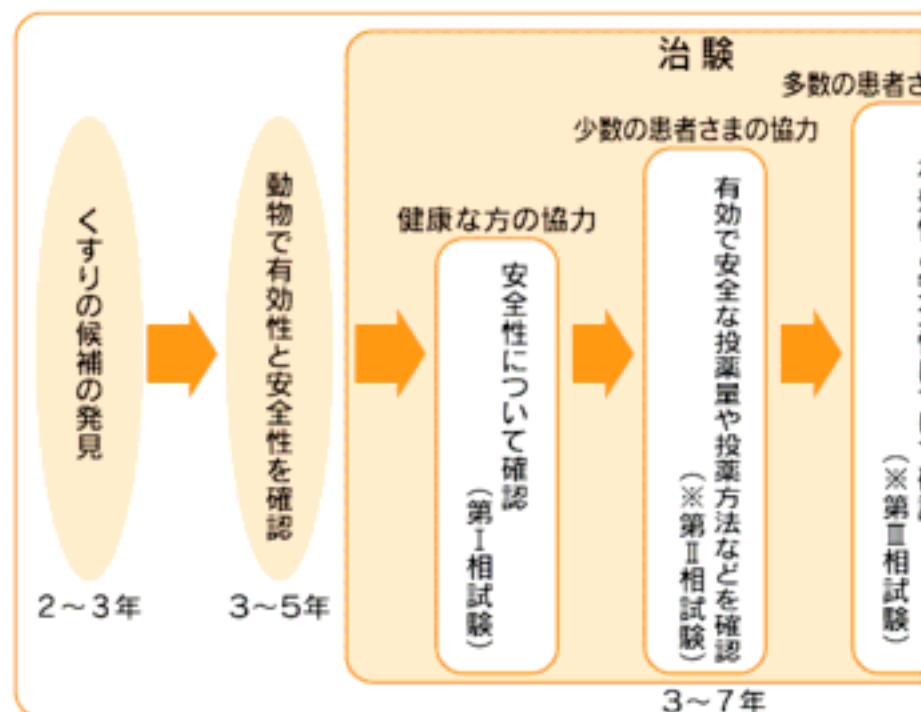 くすりの候補の発見
2～3年
動物で有効性と安全性を確認
3～5年
治験
健康な方の協力
安全性について確認
(第Ⅰ相試験)
少数の患者さまの協力
有効で安全な投薬量や投薬方法などを確認
(※第Ⅱ相試験)
多数の患者さ
(※第Ⅲ相試験)
3～7年